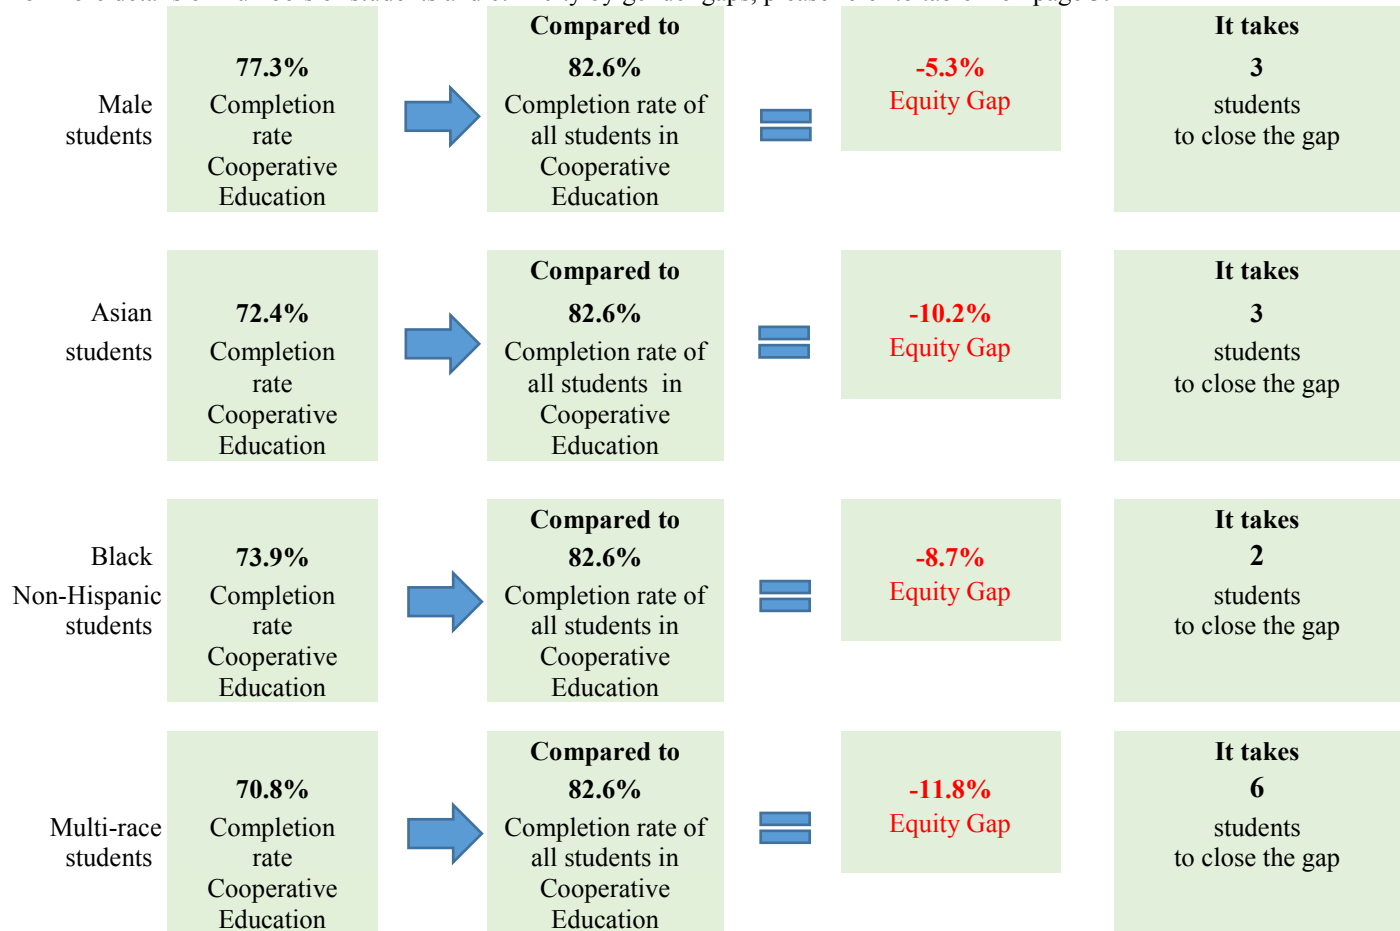 Compared to
It takes
77.3%
82.6%
-5.3%
3
Male
students
Completion
rate
Cooperative
Education
Completion rate of
all students in
Cooperative
Education
Equity Gap
students
to close the gap
Compared to
It takes
Asian
students
72.4%
Completion
rate
Cooperative
Education
82.6%
Completion rate of
all students in
Cooperative
Education
-10.2%
Equity Gap
3
students
to close the gap
Compared to
It takes
Black
Non-Hispanic
students
73.9%
Completion
rate
Cooperative
Education
82.6%
Completion rate of
all students in
Cooperative
Education
-8.7%
Equity Gap
2
students
to close the gap
Compared to
It takes
Multi-race
students
70.8%
Completion
rate
Cooperative
Education
82.6%
Completion rate of
all students in
Cooperative
Education
-11.8%
Equity Gap
6
students
to close the gap